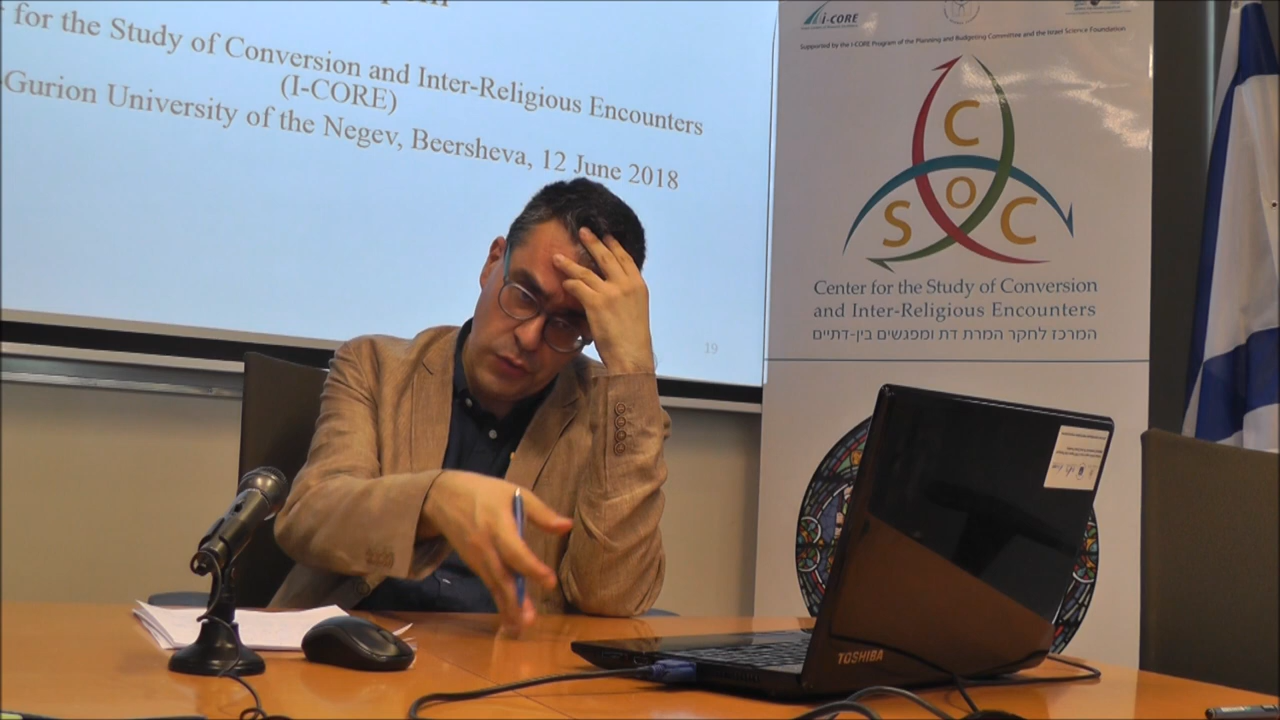 for the Study of Conversion and Inter-Religious Encounters
(I-CORE)
-Gurion University of the Negev, Beersheva, 12 June 2018
19
i-CORE
Supported by the I-CORE Program of the Planning and Budgeting Committee and the Israel Science Foundation
C
S O C
Center for the Study of Conversion
and Inter-Religious Encounters
המרכז לחקר המרת דת ומפגשים בין-דתיים
TOSHIBA